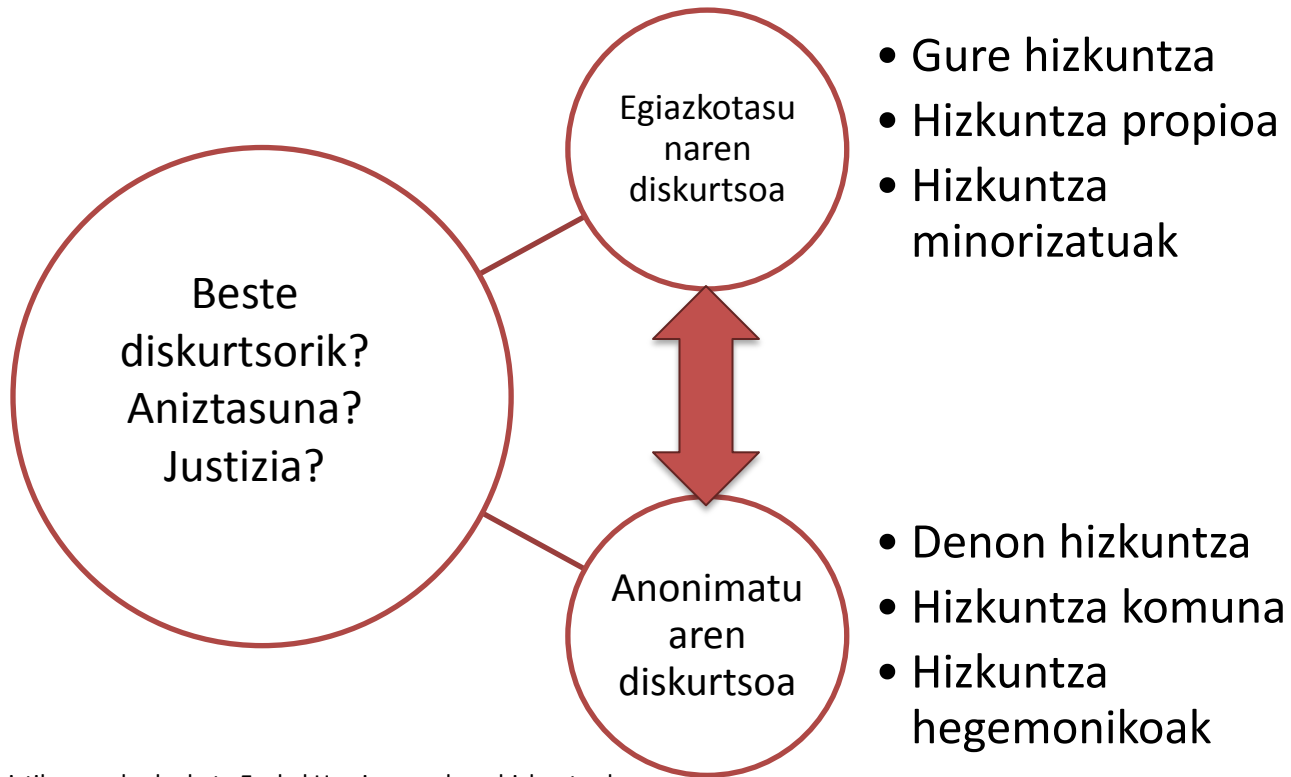 Beste
diskurtsorik?
Aniztasuna?
Justizia?
Egiazkotasu
naren
diskurtsoa
• Gure hizkuntza
• Hizkuntza propioa
• Hizkuntza
minorizatuak
Anonimatu
aren
diskurtsoa
• Denon hizkuntza
• Hizkuntza komuna
• Hizkuntza
hegemonikoak